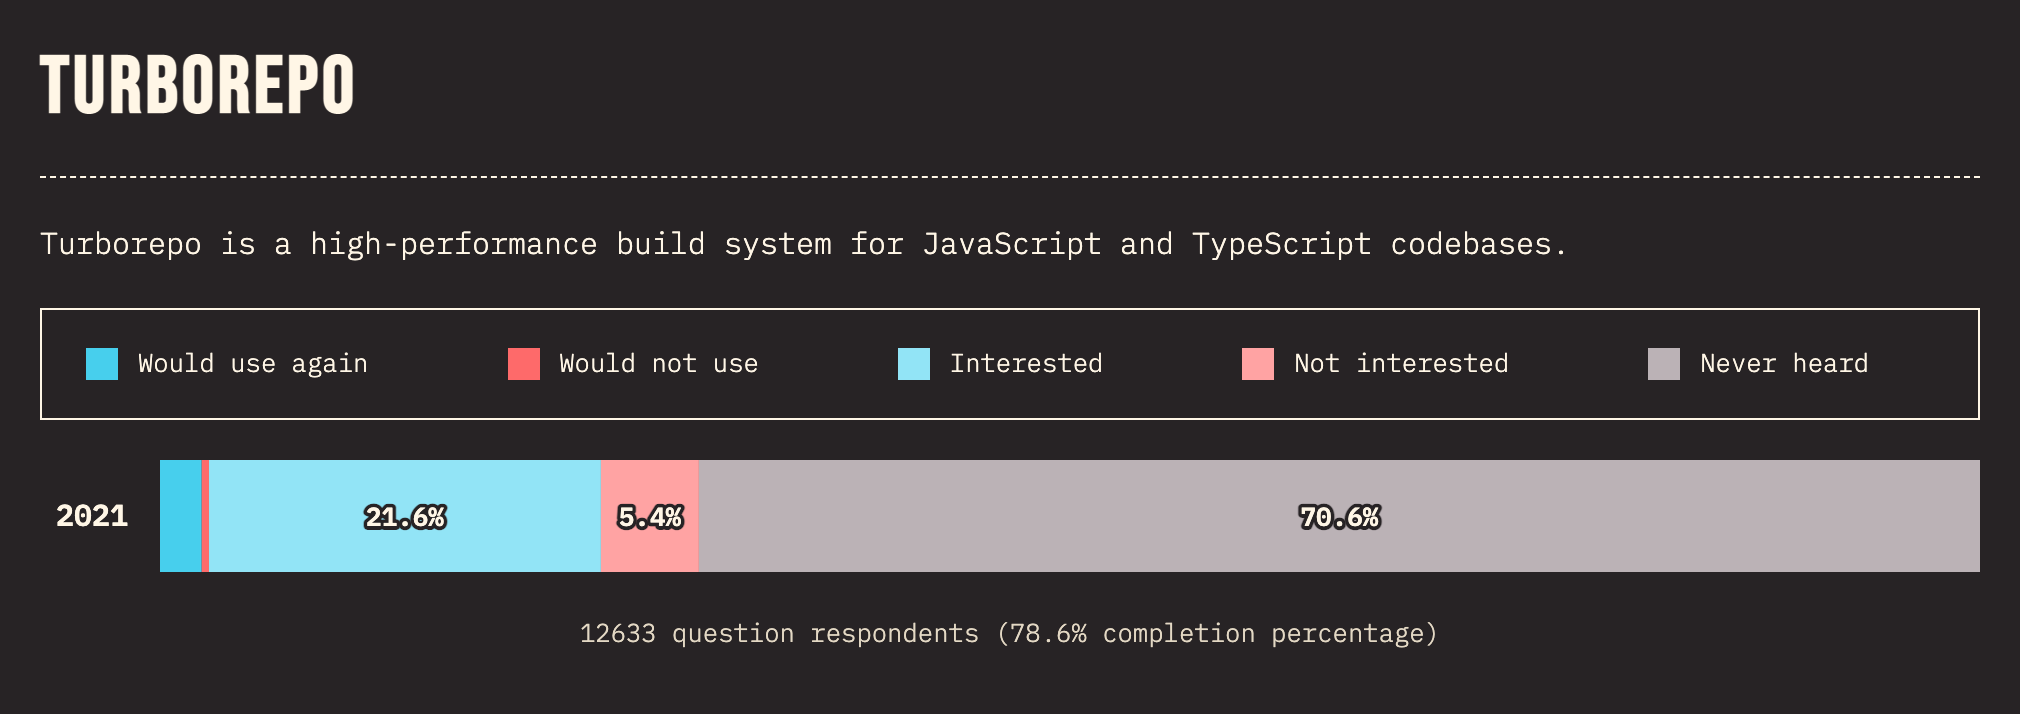 TURBOREPO
Turborepo is a high-performance build system for JavaScript and TypeScript codebases.
Would use again Would not use Interested Not interested Never heard
2021 21.6% 5.4% 70.6%
12633 question respondents (78.6% completion percentage)